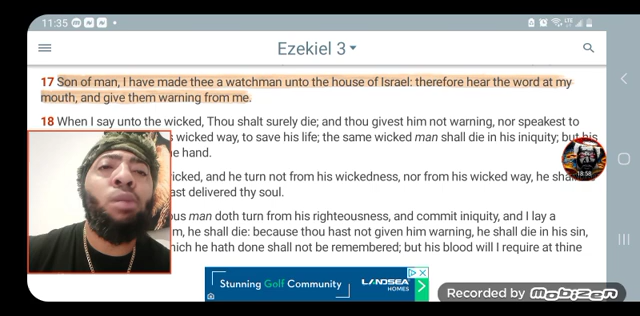 11:35
LTE
Ezekiel 3
17 Son of man, I have made thee a watchman unto the house of Israel: therefore hear the word at my
mouth, and give them warning from me.
18 When I say unto the wicked, Thou shalt surely die; and thou givest him not warning, nor speakest to
wicked way, to save his life; the same wicked man shall die in his iniquity; but his
hand.
icked, and he turn not from his wickedness, nor from his wicked way, he shall
ast delivered thy soul.
ous man doth turn from his righteousness, and commit iniquity, and I lay a
m, he shall die: because thou hast not given him warning, he shall die in his sin,
hich he hath done shall not be remembered; but his blood will I require at thine
18:58
Stunning Golf Community
LANDSEA
HOMES
Recorded by Mobizen